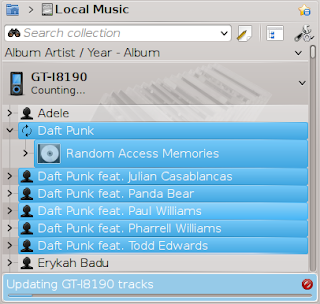 Local Music
Search collection
Album Artist / Year - Album
GT-I8190
Counting...
Adele
Daft Punk
Random Access Memories
Daft Punk feat. Julian Casablancas
Daft Punk feat. Panda Bear
Daft Punk feat. Paul Williams
Daft Punk feat. Pharrell Williams
Daft Punk feat. Todd Edwards
Erykah Badu
Updating GT-I8190 tracks